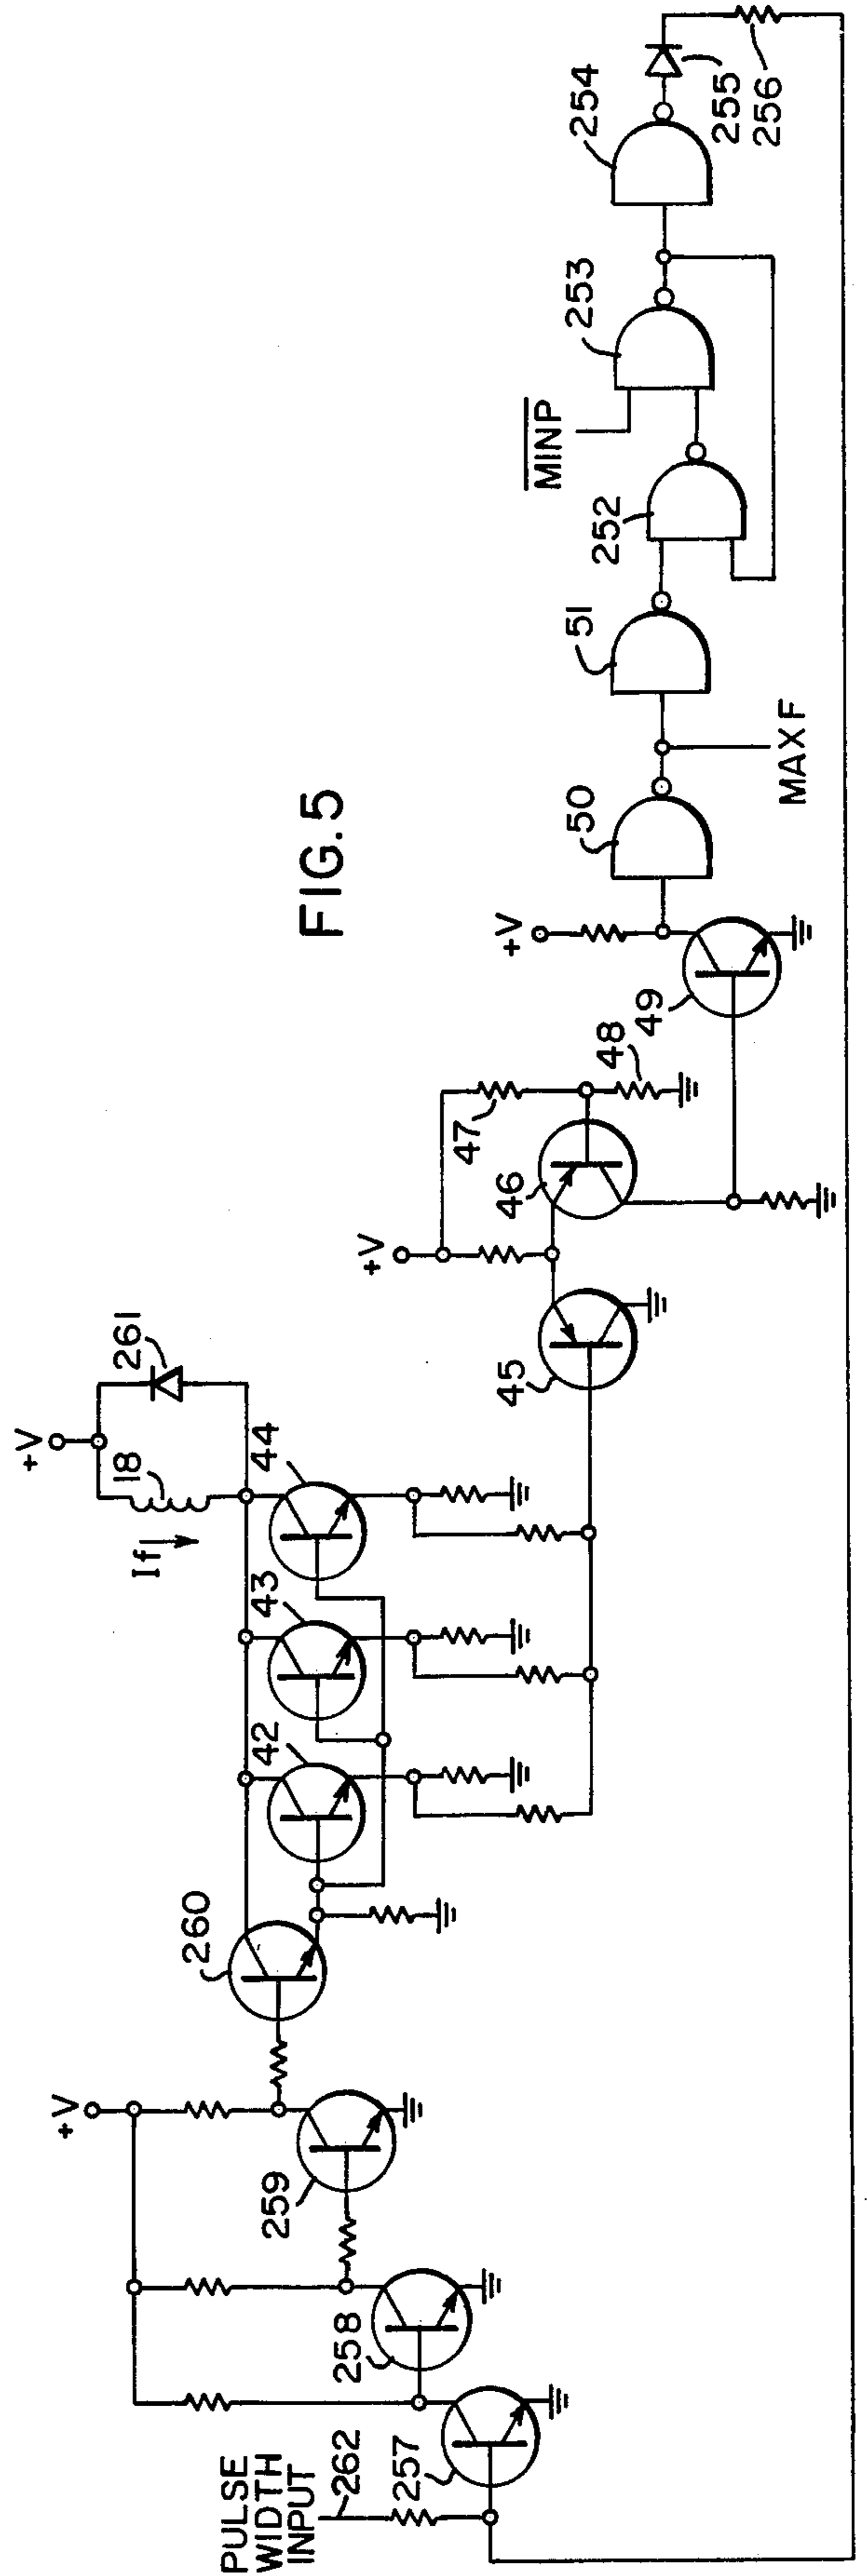 FIG. 5
PULSE
WIDTH
INPUT
262
257
258
+V
259
260
42
43
44
If
18
+V
261
45
+V
46
47
48
49
+V
50
MAXF
51
252
MINP
253
254
255
256